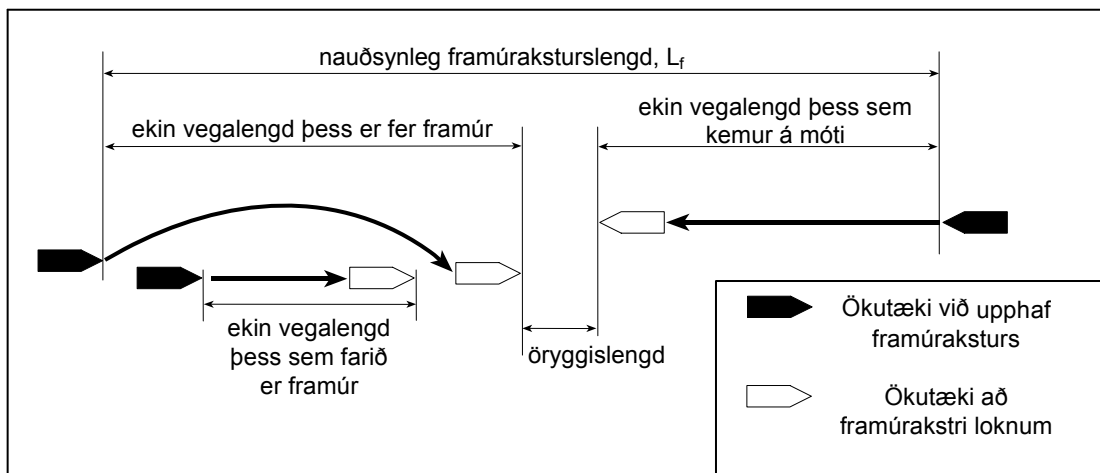 nauðsynleg framúraksturslengd, Lf
ekin vegalengd þess er fer framúr
ekin vegalengd þess sem
kemur á móti
ekin vegalengd
þess sem farið
er framúr
öryggislengd
Ökutæki við upphaf
framúraksturs
Ökutæki að
framúrakstri loknum